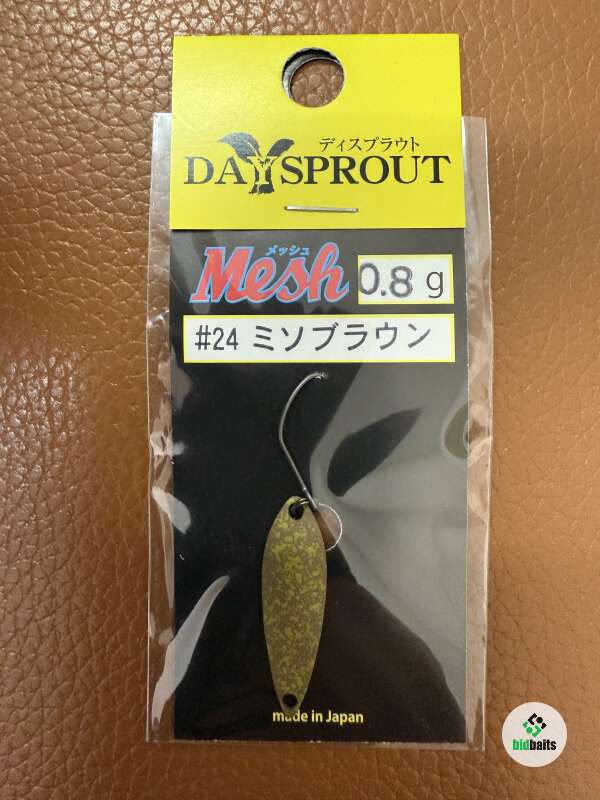 ディスプラウト
DAYSPROUT
メッシュ
Mesh 0.8 g
#24 ミソブラウン
made in Japan
bidbaits